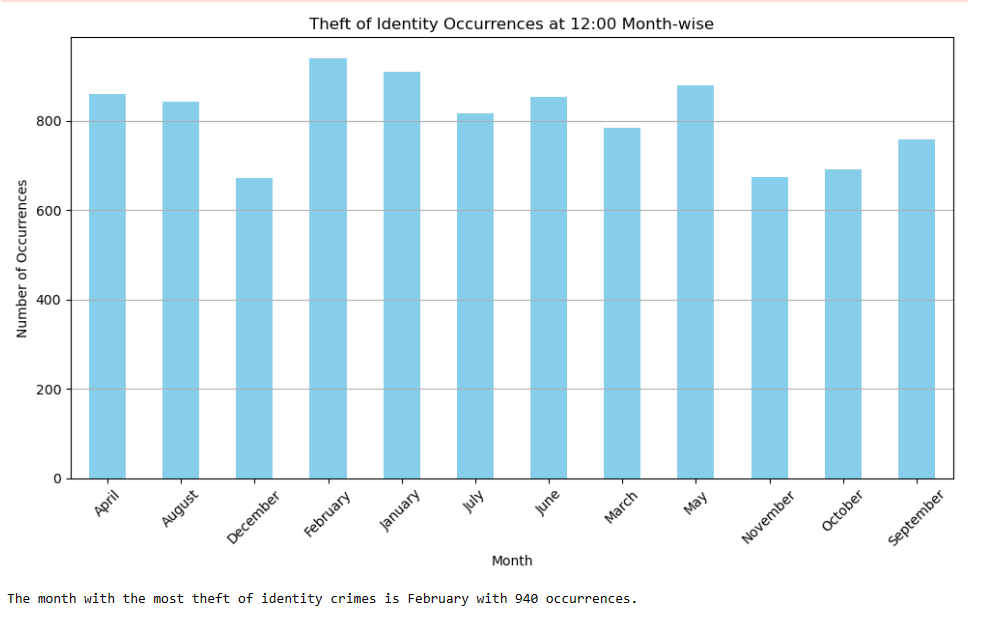 Theft of Identity Occurrences at 12:00 Month-wise
Number of Occurrences
800
600
400
200
0
April August December February January July June March May November October September
Month
The month with the most theft of identity crimes is February with 940 occurrences.